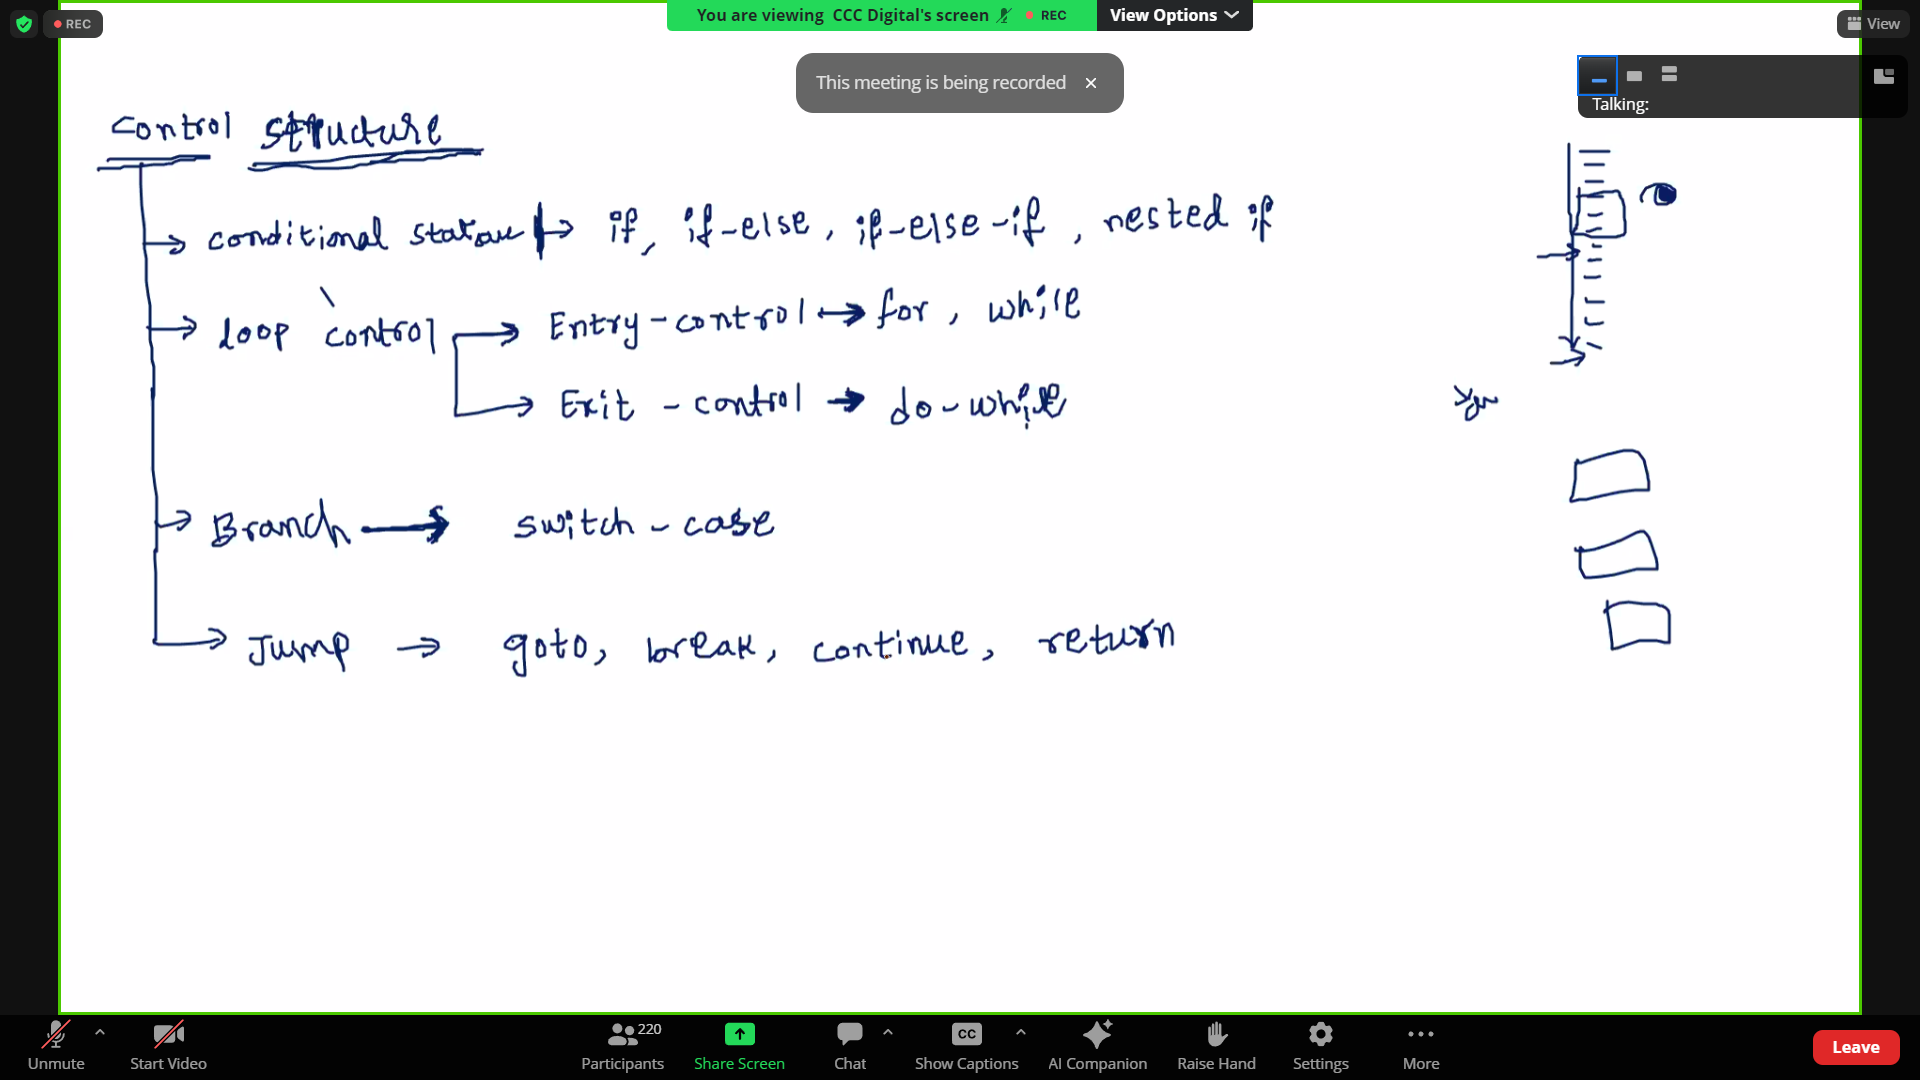 REC
You are viewing CCC Digital's screen REC View Options
View
This meeting is being recorded
Talking:
Control structure
conditional → if, if-else, if-else-if, nested if
loop control → Entry-control → for, while
→ Exit-control → do-while
Branch → switch-case
Jump → goto, break, continue, return
Unmute Start Video Participants 220 Share Screen Chat CC Show Captions AI Companion Raise Hand Settings More Leave